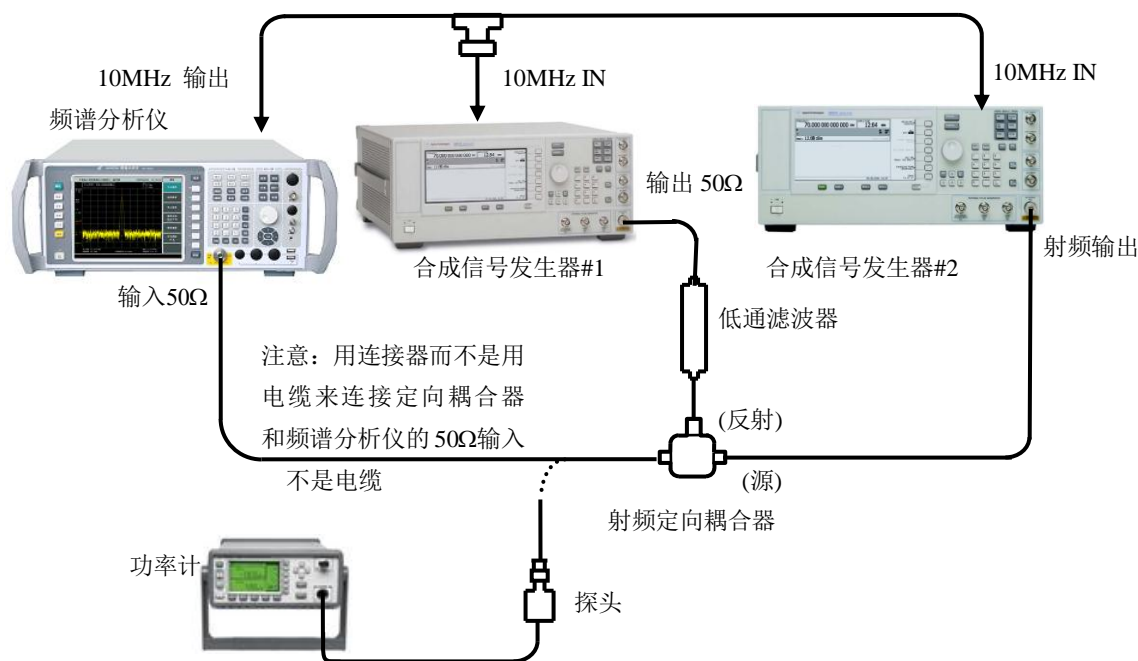 10MHz 输出
10MHz IN
10MHz IN
频谱分析仪
输出 50Ω
合成信号发生器#1
合成信号发生器#2
射频输出
输入50Ω
低通滤波器
注意：用连接器而不是用
电缆来连接定向耦合器
和频谱分析仪的 50Ω输入
不是电缆
(反射)
(源)
射频定向耦合器
功率计
探头